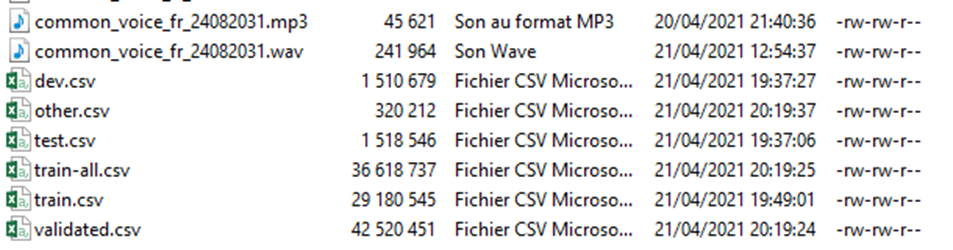 common_voice_fr_24082031.mp3 45 621 Son au format MP3 20/04/2021 21:40:36 -rw-rw-r--
common_voice_fr_24082031.wav 241 964 Son Wave 21/04/2021 12:54:37 -rw-rw-r--
dev.csv 1 510 679 Fichier CSV Microso... 21/04/2021 19:37:27 -rw-rw-r--
other.csv 320 212 Fichier CSV Microso... 21/04/2021 20:19:37 -rw-rw-r--
test.csv 1 518 546 Fichier CSV Microso... 21/04/2021 19:37:06 -rw-rw-r--
train-all.csv 36 618 737 Fichier CSV Microso... 21/04/2021 20:19:25 -rw-rw-r--
train.csv 29 180 545 Fichier CSV Microso... 21/04/2021 19:49:01 -rw-rw-r--
validated.csv 42 520 451 Fichier CSV Microso... 21/04/2021 20:19:24 -rw-rw-r--